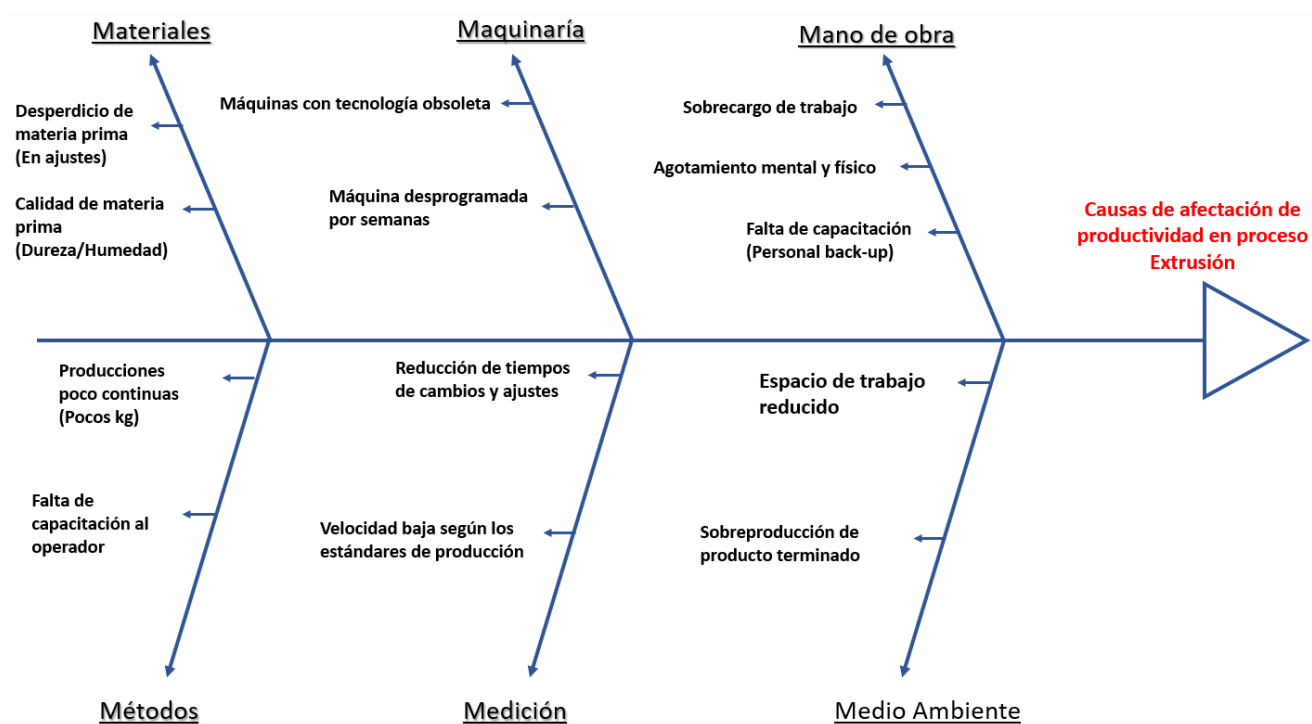 Materiales
Maquinaría
Mano de obra
Desperdicio de
materia prima
(En ajustes)
Calidad de materia
prima
(Dureza/Humedad)
Máquinas con tecnología obsoleta
Máquina desprogramada
por semanas
Sobrecargo de trabajo
Agotamiento mental y físico
Falta de capacitación
(Personal back-up)
Causas de afectación de
productividad en proceso
Extrusión
Producciones
poco continuas
(Pocos kg)
Falta de
capacitación al
operador
Reducción de tiempos
de cambios y ajustes
Velocidad baja según los
estándares de producción
Espacio de trabajo
reducido
Sobreproducción de
producto terminado
Métodos
Medición
Medio Ambiente